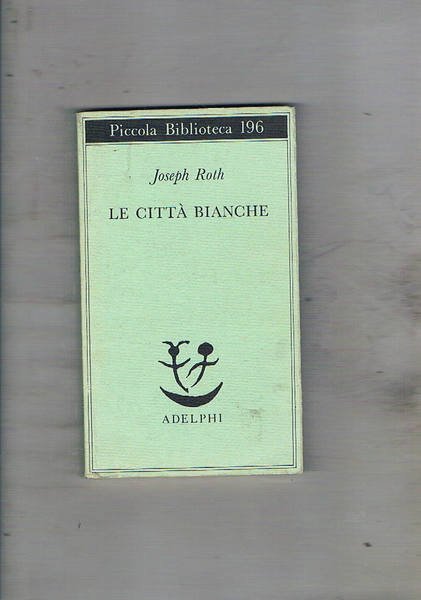 Piccola Biblioteca 196
Joseph Roth
LE CITTÀ BIANCHE
ADELPHI